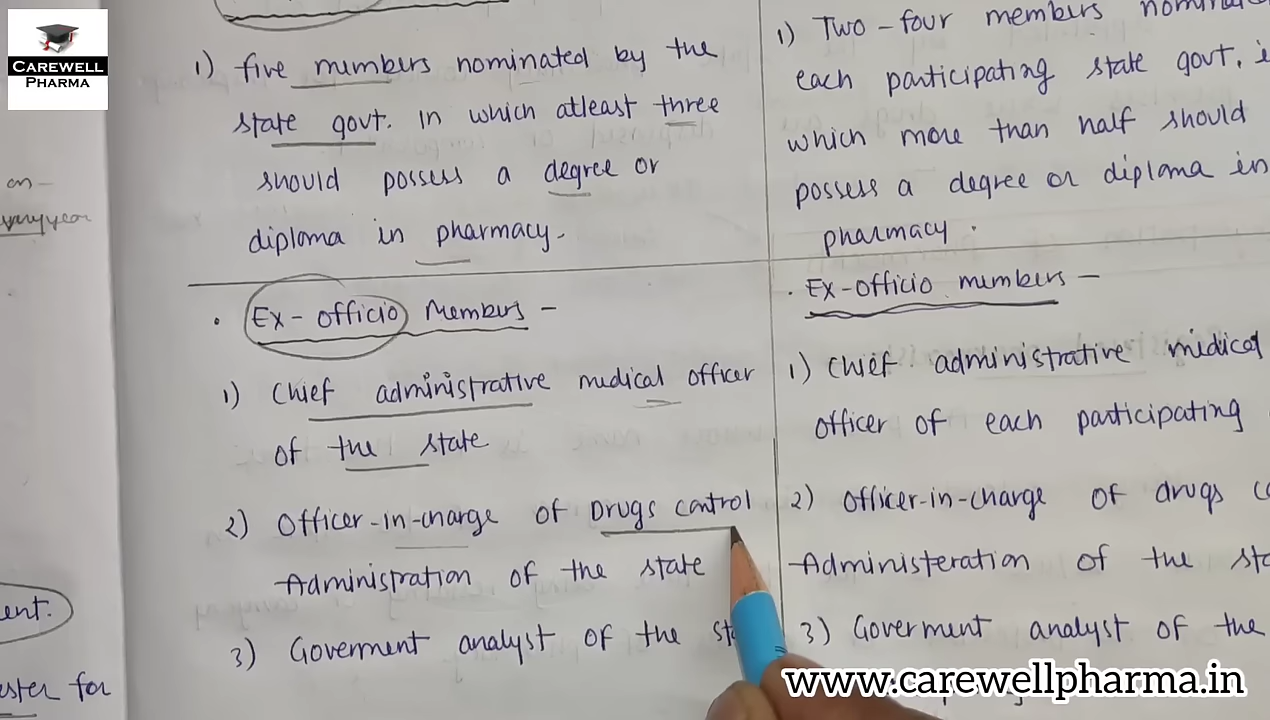 CAREWELL
PHARMA
1) five members nominated by the
state govt. in which atleast three
should possess a degree or
diploma in pharmacy.
. Ex-officio Members -
1) Chief administrative medical officer
of the state
2) Officer-in-charge of Drugs control
Administration of the state
3) Goverment analyst of the
1) Two-four members
each participating state govt.
which more than half should
possess a degree or diploma in
pharmacy.
. Ex-officio members -
1) Chief administrative medical
officer of each participating
2) Officer-in-charge of drugs
Administeration of the
3) Goverment analyst of the
on-
ent.
for
www.carewellpharma.in